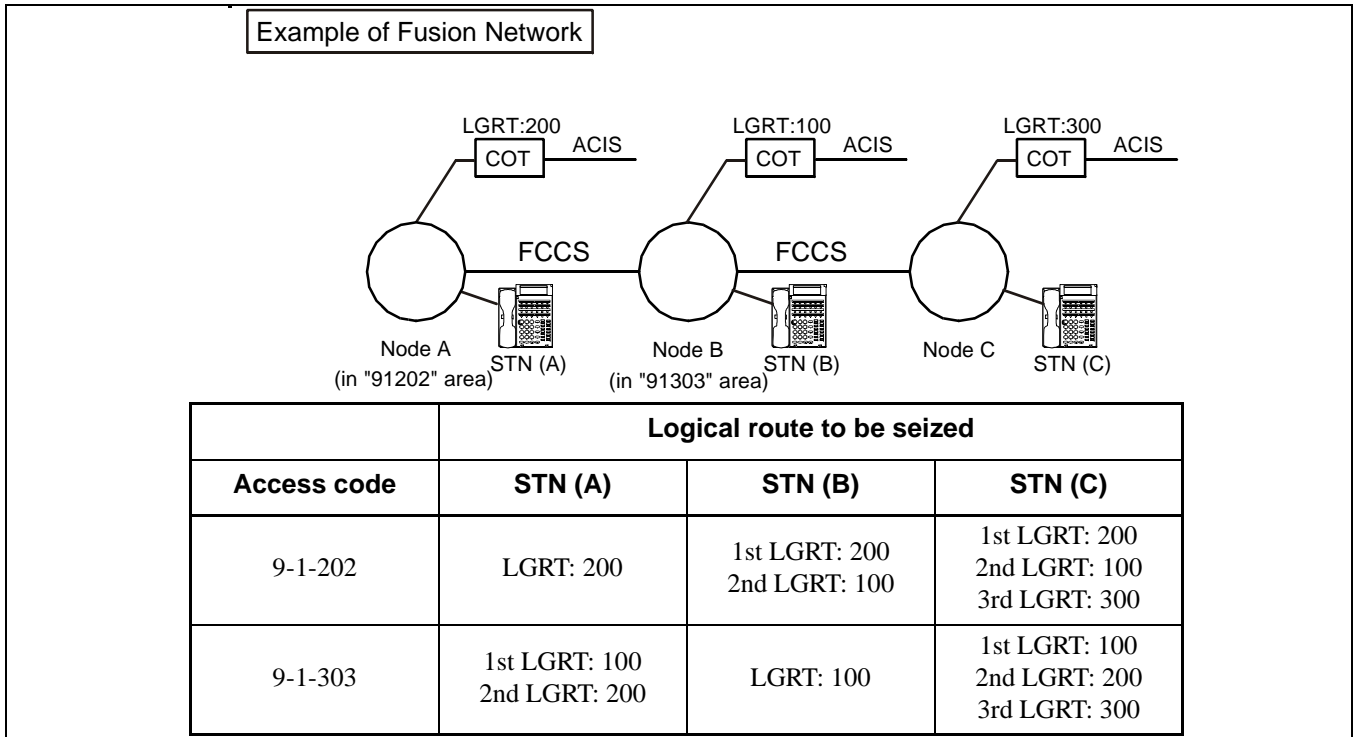 Example of Fusion Network
LGRT:200
COT
ACIS
LGRT:100
COT
ACIS
LGRT:300
COT
ACIS
FCCS
FCCS
Node A
(in "91202" area)
STN (A)
Node B
(in "91303" area)
STN (B)
Node C
STN (C)
Logical route to be seized
Access code
STN (A)
STN (B)
STN (C)
9-1-202
LGRT: 200
1st LGRT: 200
2nd LGRT: 100
1st LGRT: 200
2nd LGRT: 100
3rd LGRT: 300
9-1-303
1st LGRT: 100
2nd LGRT: 200
LGRT: 100
1st LGRT: 100
2nd LGRT: 200
3rd LGRT: 300